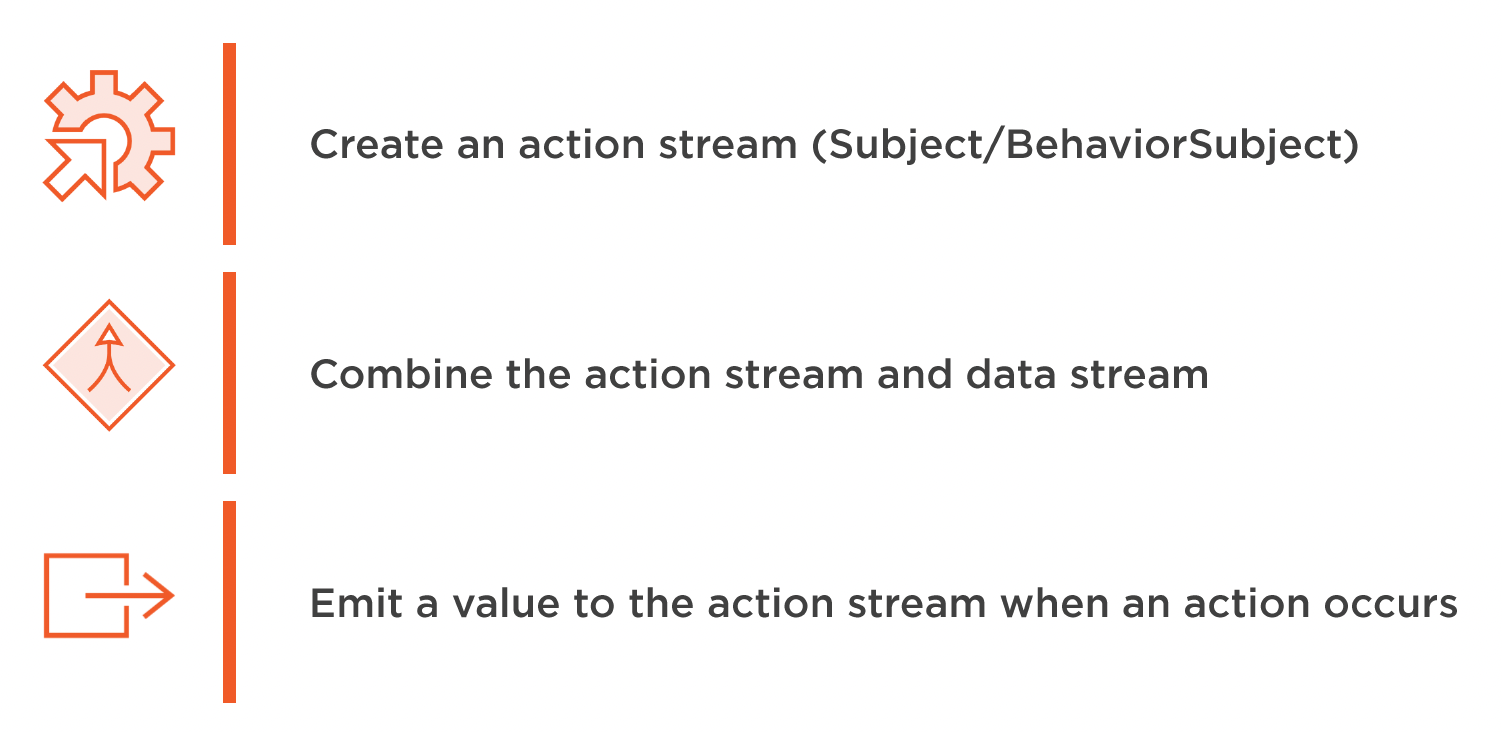 Create an action stream (Subject/BehaviorSubject)
Combine the action stream and data stream
Emit a value to the action stream when an action occurs